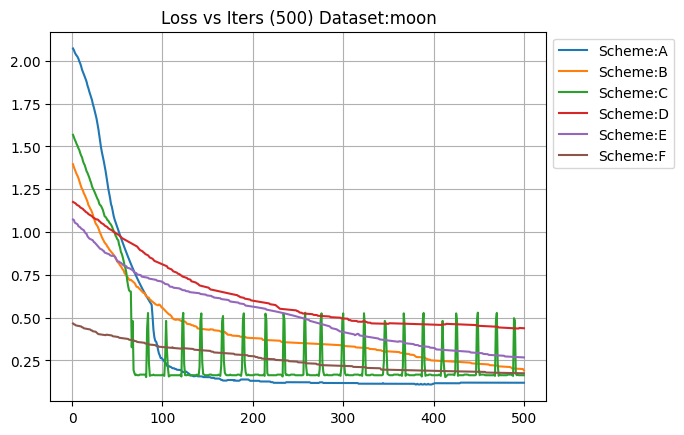 Loss vs Iters (500) Dataset:moon
2.00
1.75
1.50
1.25
1.00
0.75
0.50
0.25
0
100
200
300
400
500
Scheme:A
Scheme:B
Scheme:C
Scheme:D
Scheme:E
Scheme:F